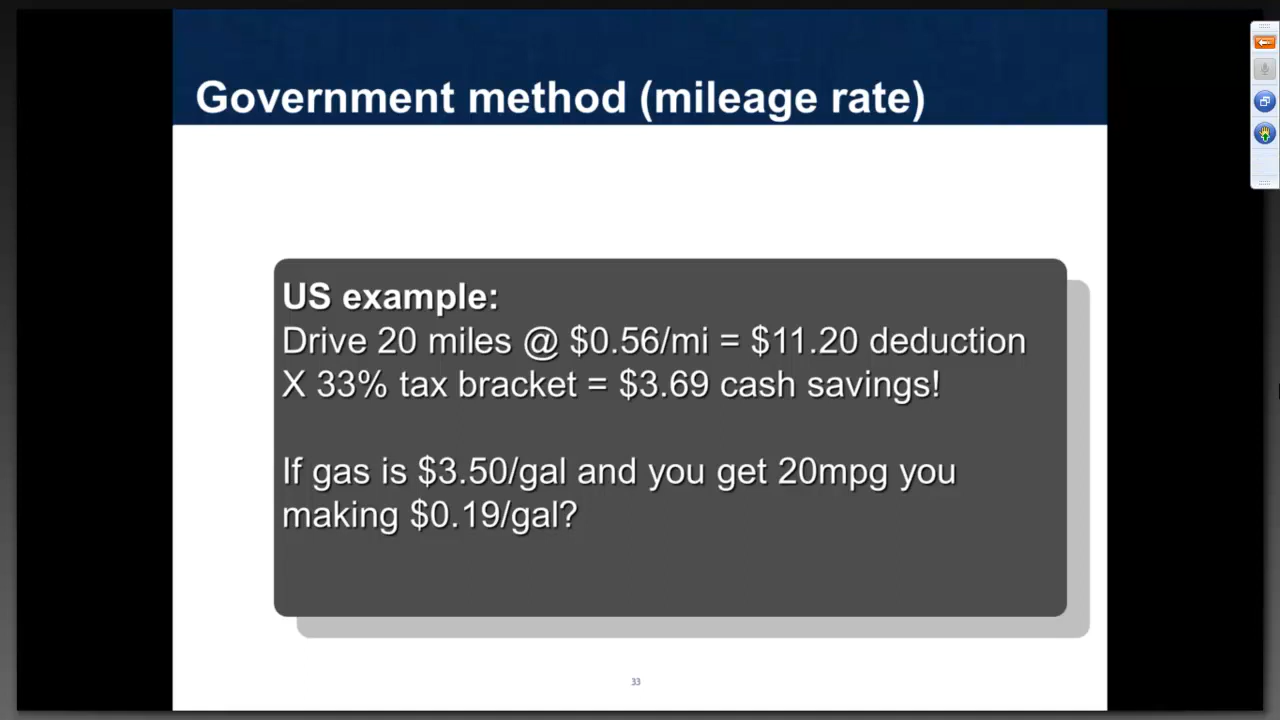 Government method (mileage rate)
US example:
Drive 20 miles @ $0.56/mi = $11.20 deduction
X 33% tax bracket = $3.69 cash savings!
If gas is $3.50/gal and you get 20mpg you
making $0.19/gal?
33